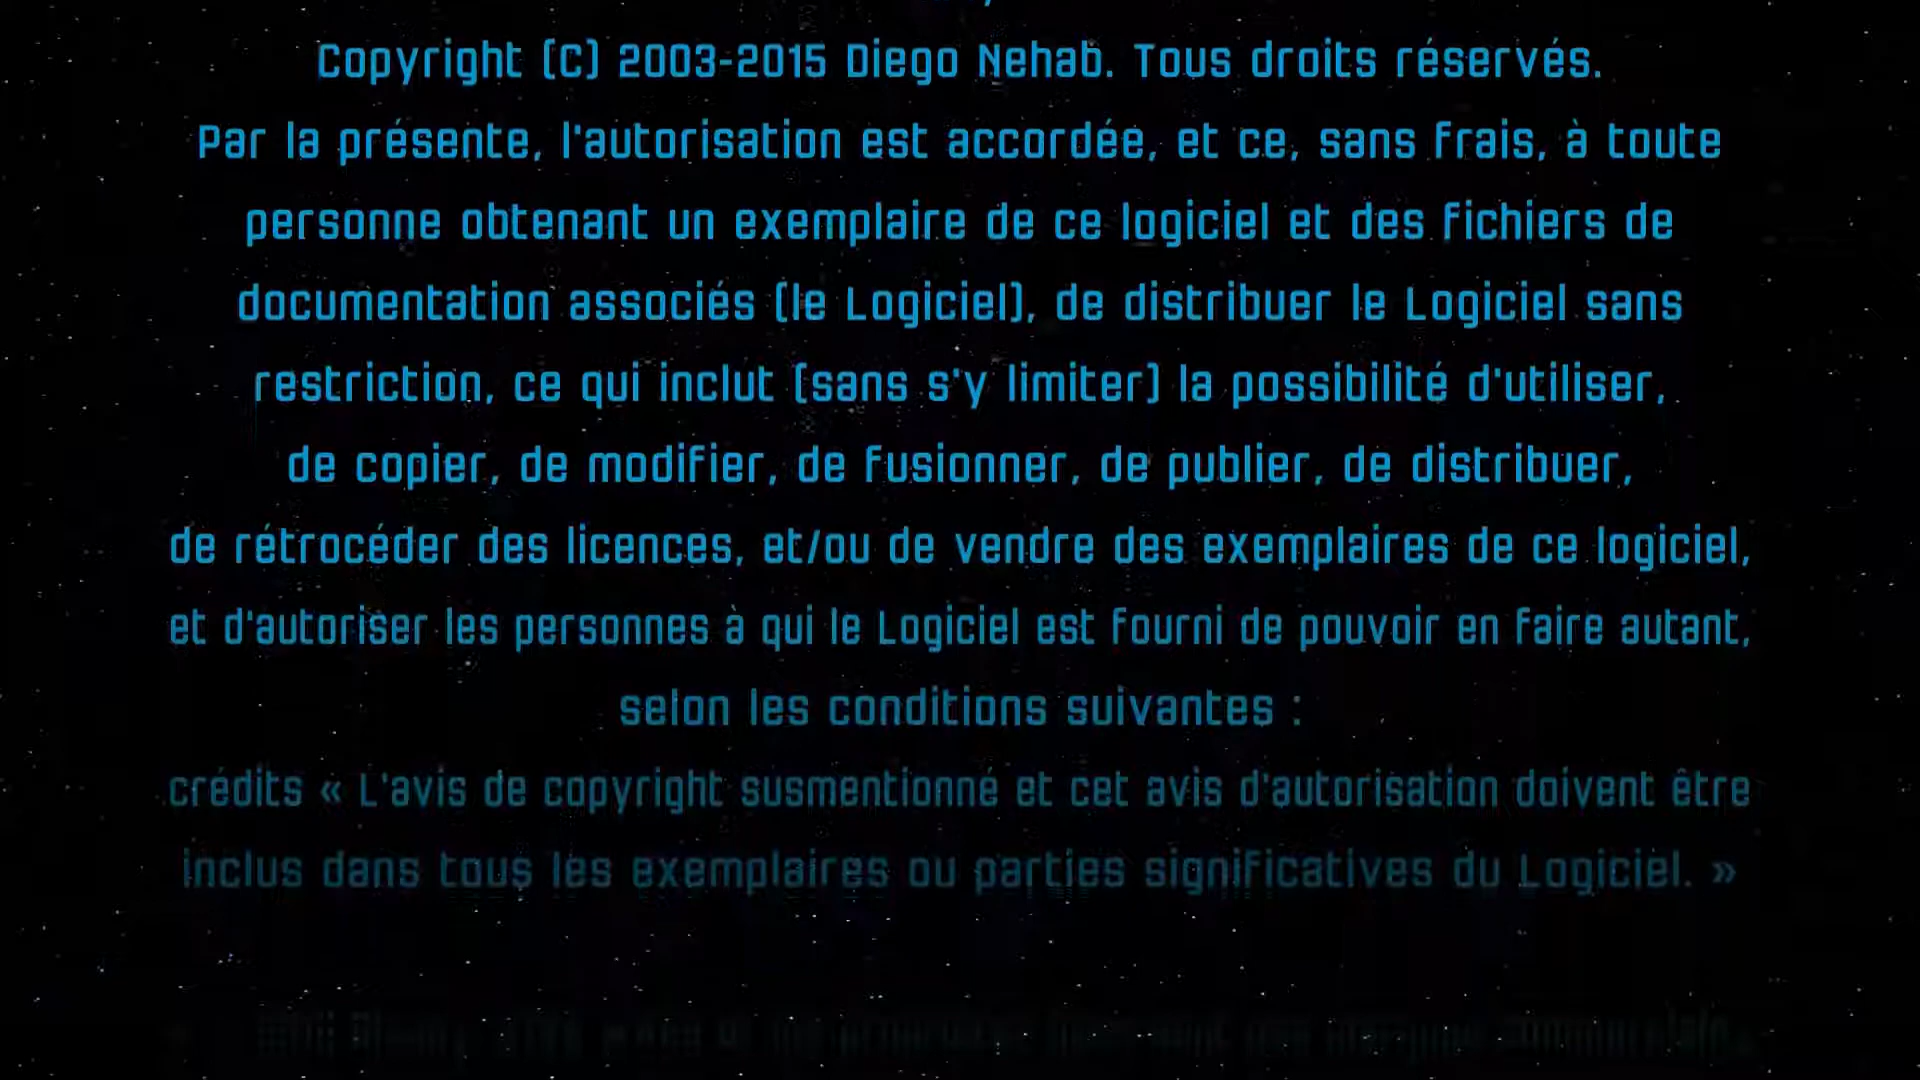 Copyright (C) 2003-2015 Diego Nehab. Tous droits réservés.
Par la présente, l'autorisation est accordée, et ce, sans frais, à toute
personne obtenant un exemplaire de ce logiciel et des fichiers de
documentation associés (le Logiciel), de distribuer le Logiciel sans
restriction, ce qui inclut (sans s'y limiter) la possibilité d'utiliser,
de copier, de modifier, de fusionner, de publier, de distribuer,
de rétrocéder des licences, et/ou de vendre des exemplaires de ce logiciel,
et d'autoriser les personnes à qui le Logiciel est fourni de pouvoir en faire autant,
selon les conditions suivantes :
crédits « L'avis de copyright susmentionné et cet avis d'autorisation doivent être
inclus dans tous les exemplaires ou parties significatives du Logiciel. »